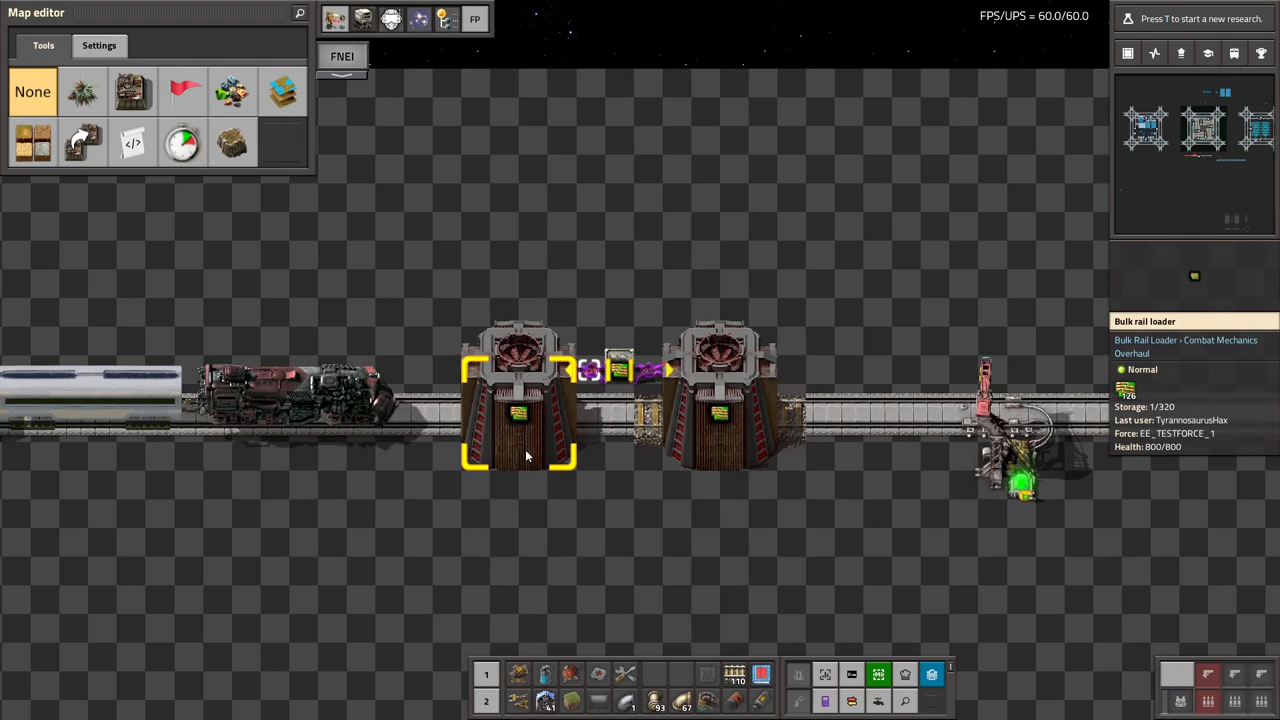 Map editor
Tools
Settings
None
FP
FNEI
FPS/UPS = 60.0/60.0
Press T to start a new research.
Bulk rail loader
Bulk Rail Loader › Combat Mechanics
Overhaul
Normal
126
Storage: 1/320
Last user: TyrannosaurusHax
Force: EE_TESTFORCE_1
Health: 800/800
1
110
2
41
1
93
67